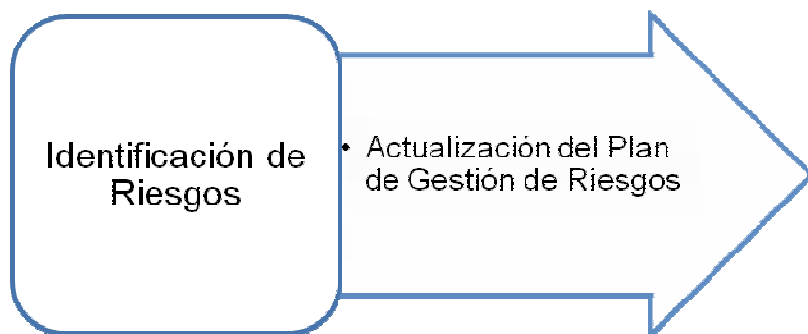 Identificación de
Riesgos
• Actualización del Plan
de Gestión de Riesgos